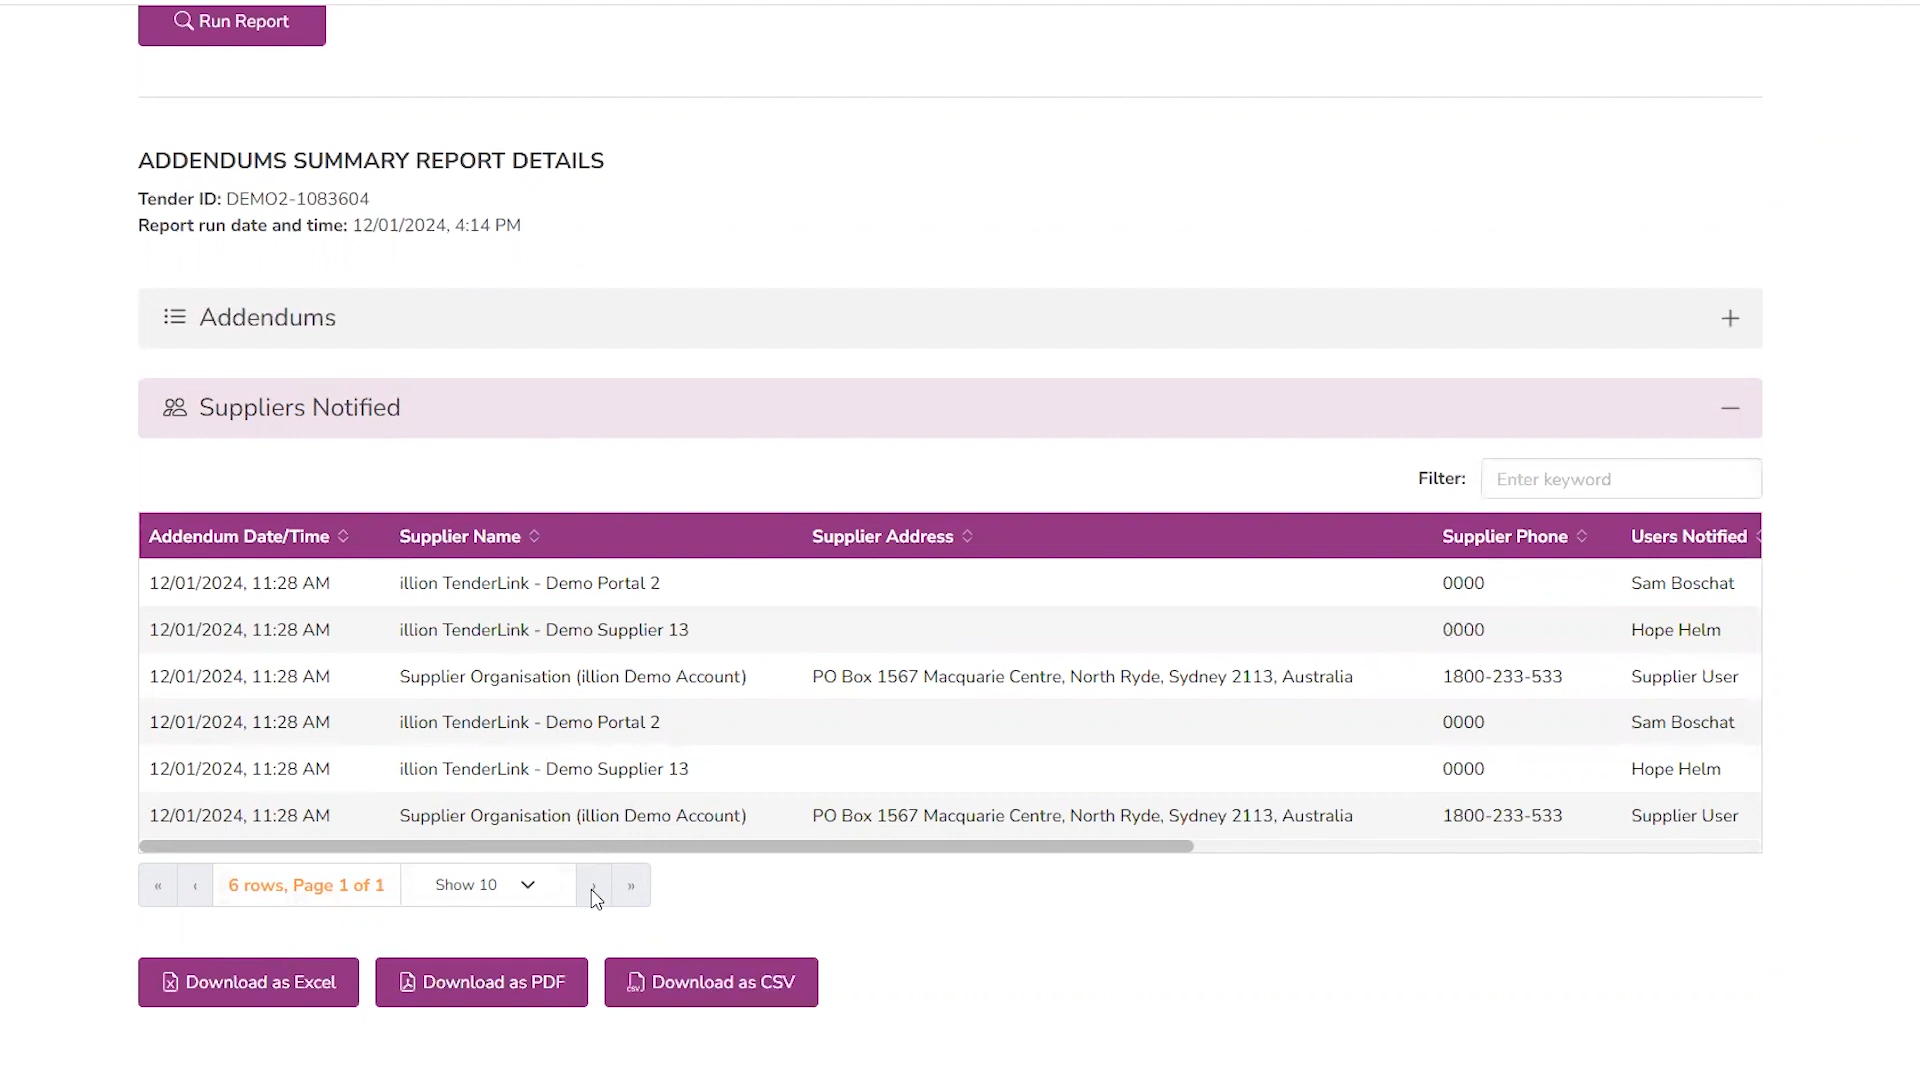 Run Report
ADDENDUMS SUMMARY REPORT DETAILS
Tender ID: DEMO2-1083604
Report run date and time: 12/01/2024, 4:14 PM
Addendums
Suppliers Notified
Filter: Enter keyword
Addendum Date/Time Supplier Name Supplier Address Supplier Phone Users Notified
12/01/2024, 11:28 AM illion TenderLink - Demo Portal 2 0000 Sam Boschat
12/01/2024, 11:28 AM illion TenderLink - Demo Supplier 13 0000 Hope Helm
12/01/2024, 11:28 AM Supplier Organisation (illion Demo Account) PO Box 1567 Macquarie Centre, North Ryde, Sydney 2113, Australia 1800-233-533 Supplier User
12/01/2024, 11:28 AM illion TenderLink - Demo Portal 2 0000 Sam Boschat
12/01/2024, 11:28 AM illion TenderLink - Demo Supplier 13 0000 Hope Helm
12/01/2024, 11:28 AM Supplier Organisation (illion Demo Account) PO Box 1567 Macquarie Centre, North Ryde, Sydney 2113, Australia 1800-233-533 Supplier User
« ‹ 6 rows, Page 1 of 1 Show 10 › »
Download as Excel Download as PDF CSV Download as CSV